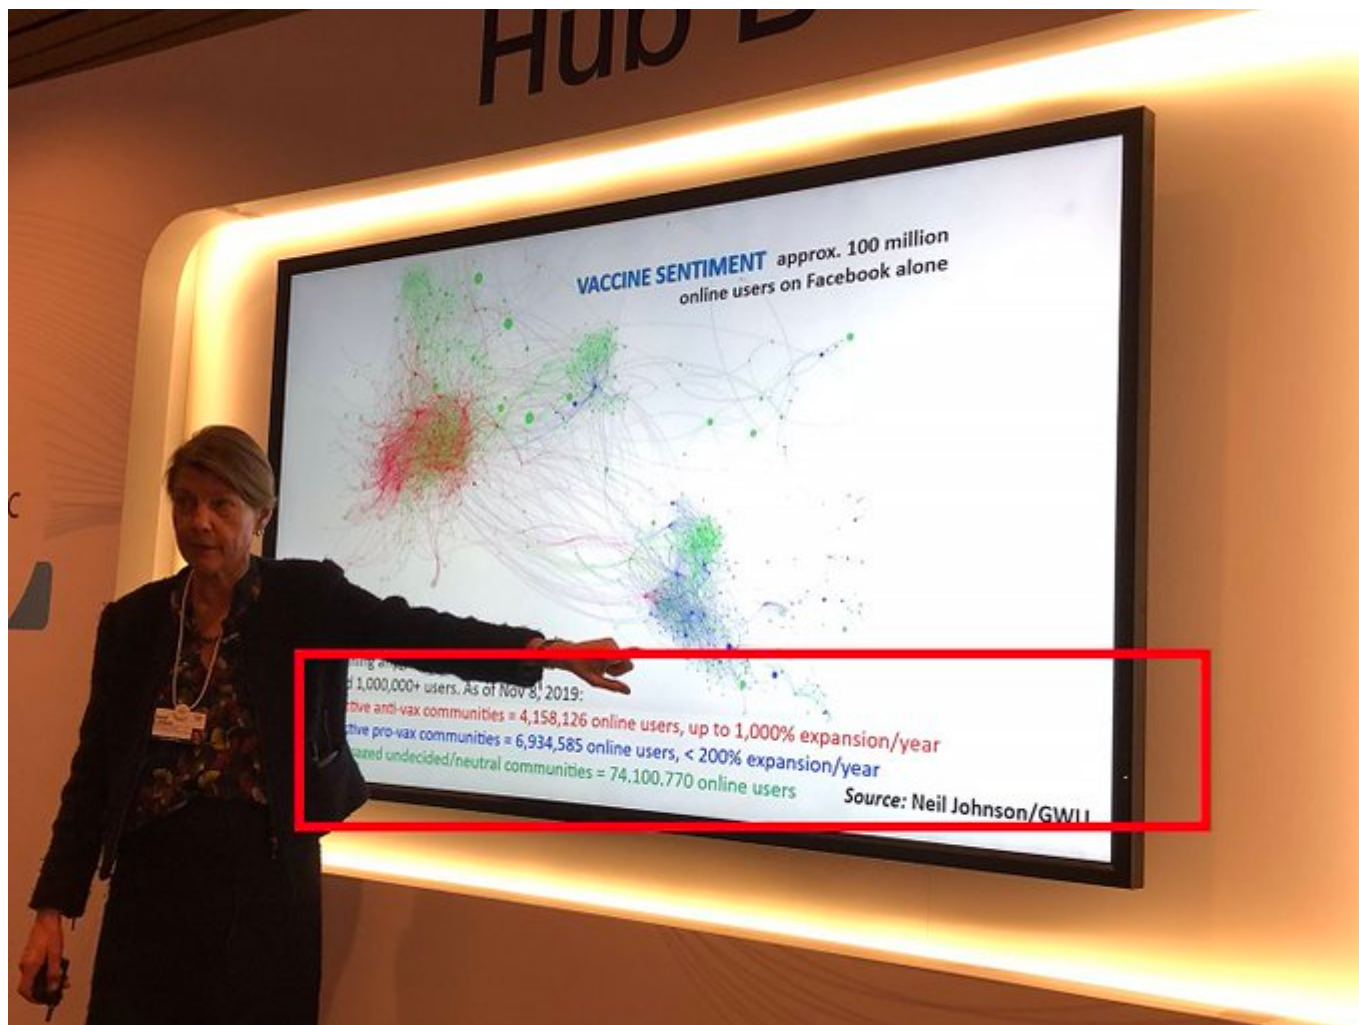 Hub
VACCINE SENTIMENT approx. 100 million
online users on Facebook alone
C
1,000,000+ users. As of Nov 8, 2019:
anti-vax communities = 4,158,126 online users, up to 1,000% expansion/year
pro-vax communities = 6,934,585 online users, < 200% expansion/year
undecided/neutral communities = 74,100,770 online users
Source: Neil Johnson/GWU